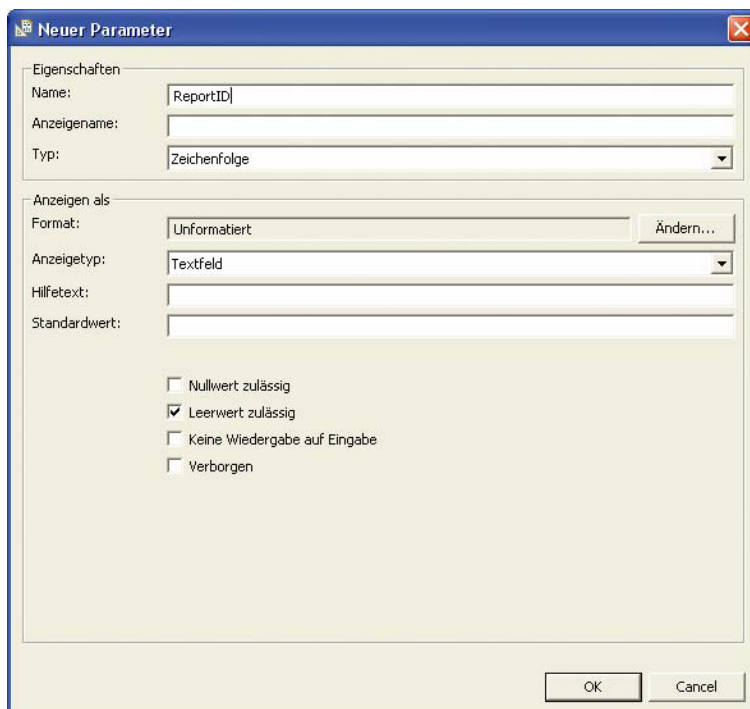 Neuer Parameter
Eigenschaften
Name: ReportID
Anzeigename:
Typ: Zeichenfolge
Anzeigen als
Format: Unformatiert Ändern...
Anzeigetyp: Textfeld
Hilfetext:
Standardwert:
Nullwert zulässig
Leerwert zulässig
Keine Wiedergabe auf Eingabe
Verborgen
OK Cancel